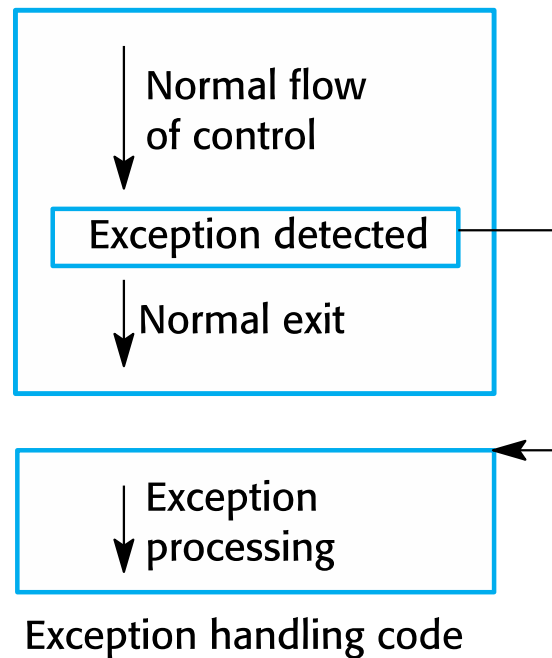 Normal flow
of control
Exception detected
Normal exit
Exception
processing
Exception handling code